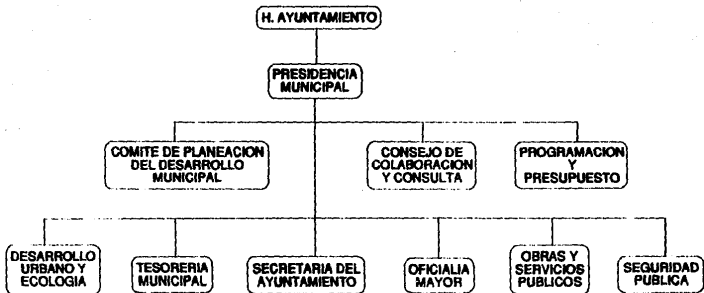 H. AYUNTAMIENTO
PRESIDENCIA
MUNICIPAL
COMITE DE PLANEACION
DEL DESARROLLO
MUNICIPAL
CONSEJO DE
COLABORACION
Y CONSULTA
PROGRAMACION
Y
PRESUPUESTO
DESARROLLO
URBANO Y
ECOLOGIA
TESORERIA
MUNICIPAL
SECRETARIA DEL
AYUNTAMIENTO
OFICIALIA
MAYOR
OBRAS Y
SERVICIOS
PUBLICOS
SEGURIDAD
PUBLICA